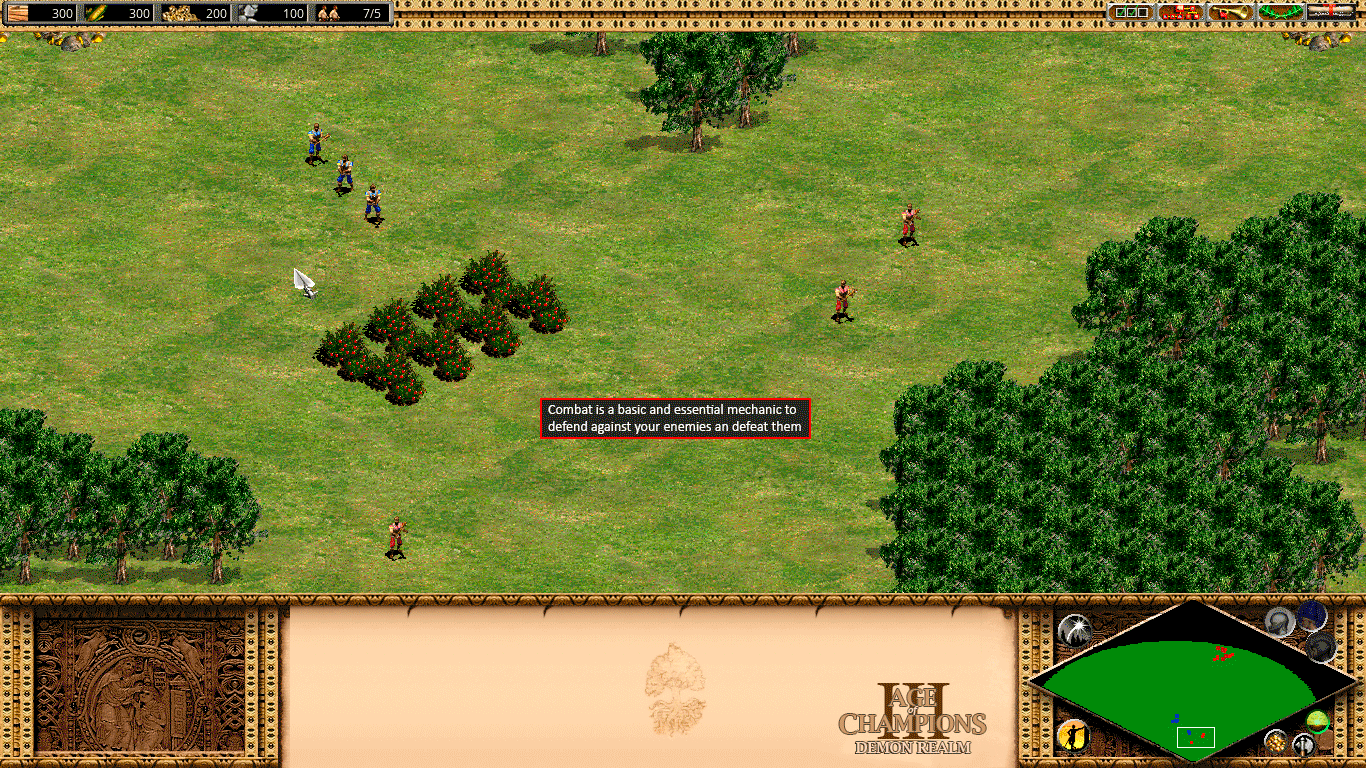 300
300
200
100
7/5
Combat is a basic and essential mechanic to
defend against your enemies an defeat them
III
AGE
of
CHAMPIONS
DEMON REALM